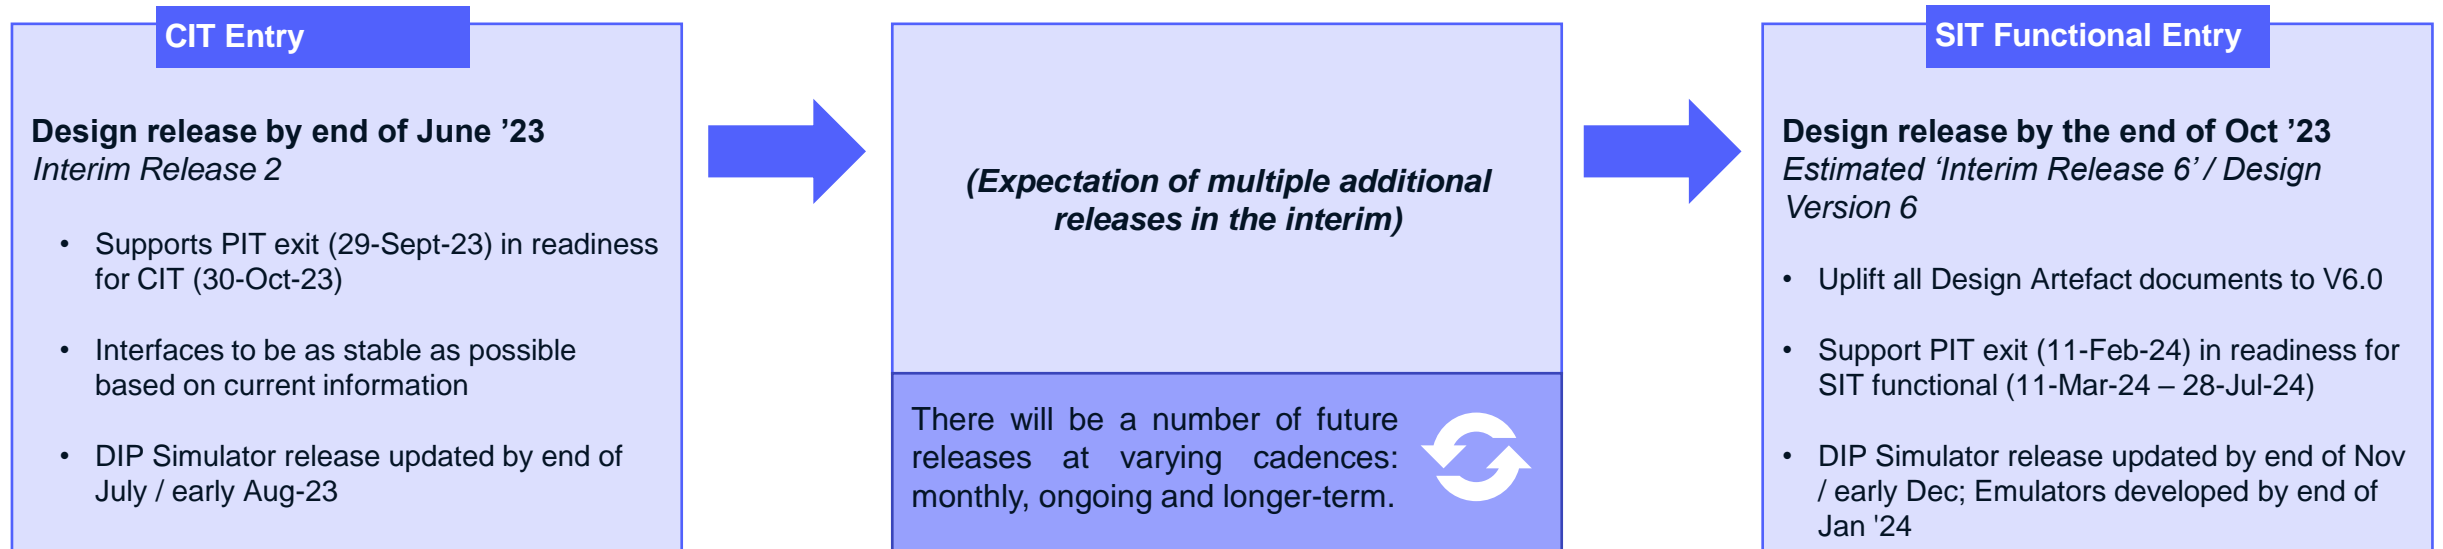 CIT Entry
Design release by end of June ’23
Interim Release 2
• Supports PIT exit (29-Sept-23) in readiness
for CIT (30-Oct-23)
• Interfaces to be as stable as possible
based on current information
• DIP Simulator release updated by end of
July / early Aug-23
(Expectation of multiple additional
releases in the interim)
There will be a number of future
releases at varying cadences:
monthly, ongoing and longer-term.
SIT Functional Entry
Design release by the end of Oct ’23
Estimated ‘Interim Release 6’ / Design
Version 6
• Uplift all Design Artefact documents to V6.0
• Support PIT exit (11-Feb-24) in readiness for
SIT functional (11-Mar-24 – 28-Jul-24)
• DIP Simulator release updated by end of Nov
/ early Dec; Emulators developed by end of
Jan '24